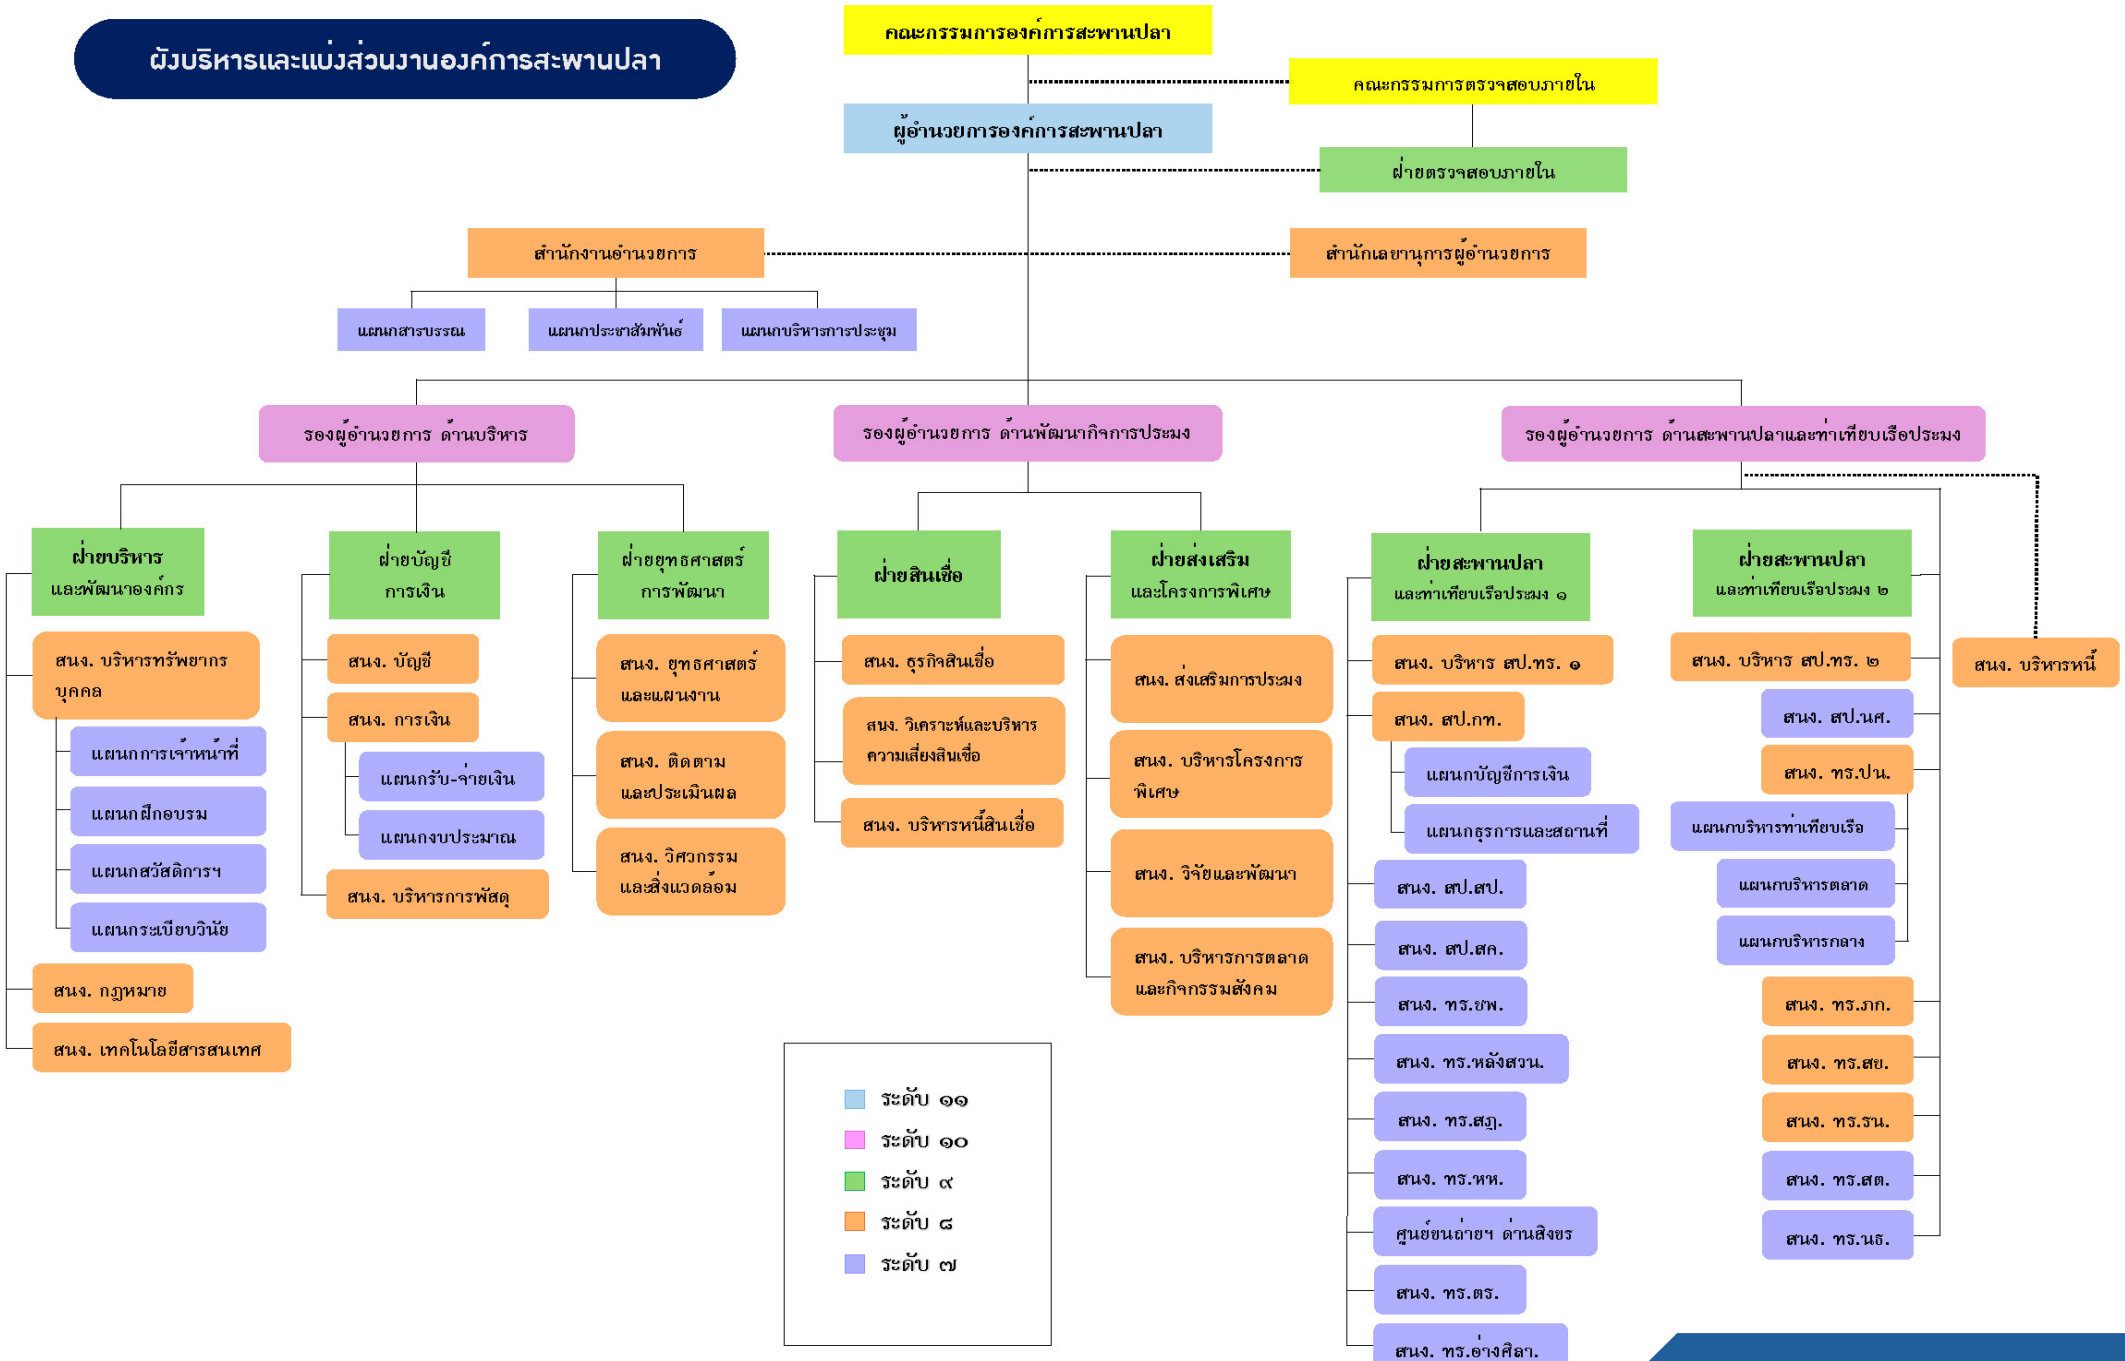 ผังบริหารและแบ่งส่วนงานองค์การสะพานปลา
คณะกรรมการองค์การสะพานปลา
คณะกรรมการตรวจสอบภายใน
ผู้อำนวยการองค์การสะพานปลา
ฝ่ายตรวจสอบภายใน
สำนักงานอำนวยการ
สำนักเลขานุการผู้อำนวยการ
แผนกสารบรรณ
แผนกประชาสัมพันธ์
แผนกบริหารการประชุม
รองผู้อำนวยการ ด้านบริหาร
รองผู้อำนวยการ ด้านพัฒนากิจการประมง
รองผู้อำนวยการ ด้านสะพานปลาและท่าเทียบเรือประมง
ฝ่ายบริหาร
และพัฒนาองค์กร
สนง. บริหารทรัพยากร
บุคคล
แผนกการเจ้าหน้าที่
แผนกฝึกอบรม
แผนกสวัสดิการฯ
แผนกระเบียบวินัย
สนง. กฎหมาย
สนง. เทคโนโลยีสารสนเทศ
ฝ่ายบัญชี
การเงิน
สนง. บัญชี
สนง. การเงิน
แผนกรับ-จ่ายเงิน
แผนกงบประมาณ
สนง. บริหารการพัสดุ
ฝ่ายยุทธศาสตร์
การพัฒนา
สนง. ยุทธศาสตร์
และแผนงาน
สนง. ติดตาม
และประเมินผล
สนง. วิศวกรรม
และสิ่งแวดล้อม
ฝ่ายสินเชื่อ
สนง. ธุรกิจสินเชื่อ
สนง. วิเคราะห์และบริหาร
ความเสี่ยงสินเชื่อ
สนง. บริหารหนี้สินเชื่อ
ฝ่ายส่งเสริม
และโครงการพิเศษ
สนง. ส่งเสริมการประมง
สนง. บริหารโครงการ
พิเศษ
สนง. วิจัยและพัฒนา
สนง. บริหารการตลาด
และกิจกรรมสังคม
ฝ่ายสะพานปลา
และท่าเทียบเรือประมง ๑
สนง. บริหาร สป.ทร. ๑
สนง. สป.กท.
แผนกบัญชีการเงิน
แผนกธุรการและสถานที่
สนง. สป.สป.
สนง. สป.สค.
สนง. ทร.ชพ.
สนง. ทร.หลังสวน.
สนง. ทร.สฎ.
สนง. ทร.หห.
ศูนย์ขนถ่ายฯ ด่านสิงขร
สนง. ทร.ตร.
สนง. ทร.อ่างศิลา.
ฝ่ายสะพานปลา
และท่าเทียบเรือประมง ๒
สนง. บริหาร สป.ทร. ๒
สนง. สป.นศ.
สนง. ทร.ปน.
แผนกบริหารท่าเทียบเรือ
แผนกบริหารตลาด
แผนกบริหารกลาง
สนง. ทร.ภก.
สนง. ทร.สข.
สนง. ทร.รน.
สนง. ทร.สต.
สนง. ทร.นธ.
สนง. บริหารหนี้
ระดับ ๑๑
ระดับ ๑๐
ระดับ ๙
ระดับ ๘
ระดับ ๗